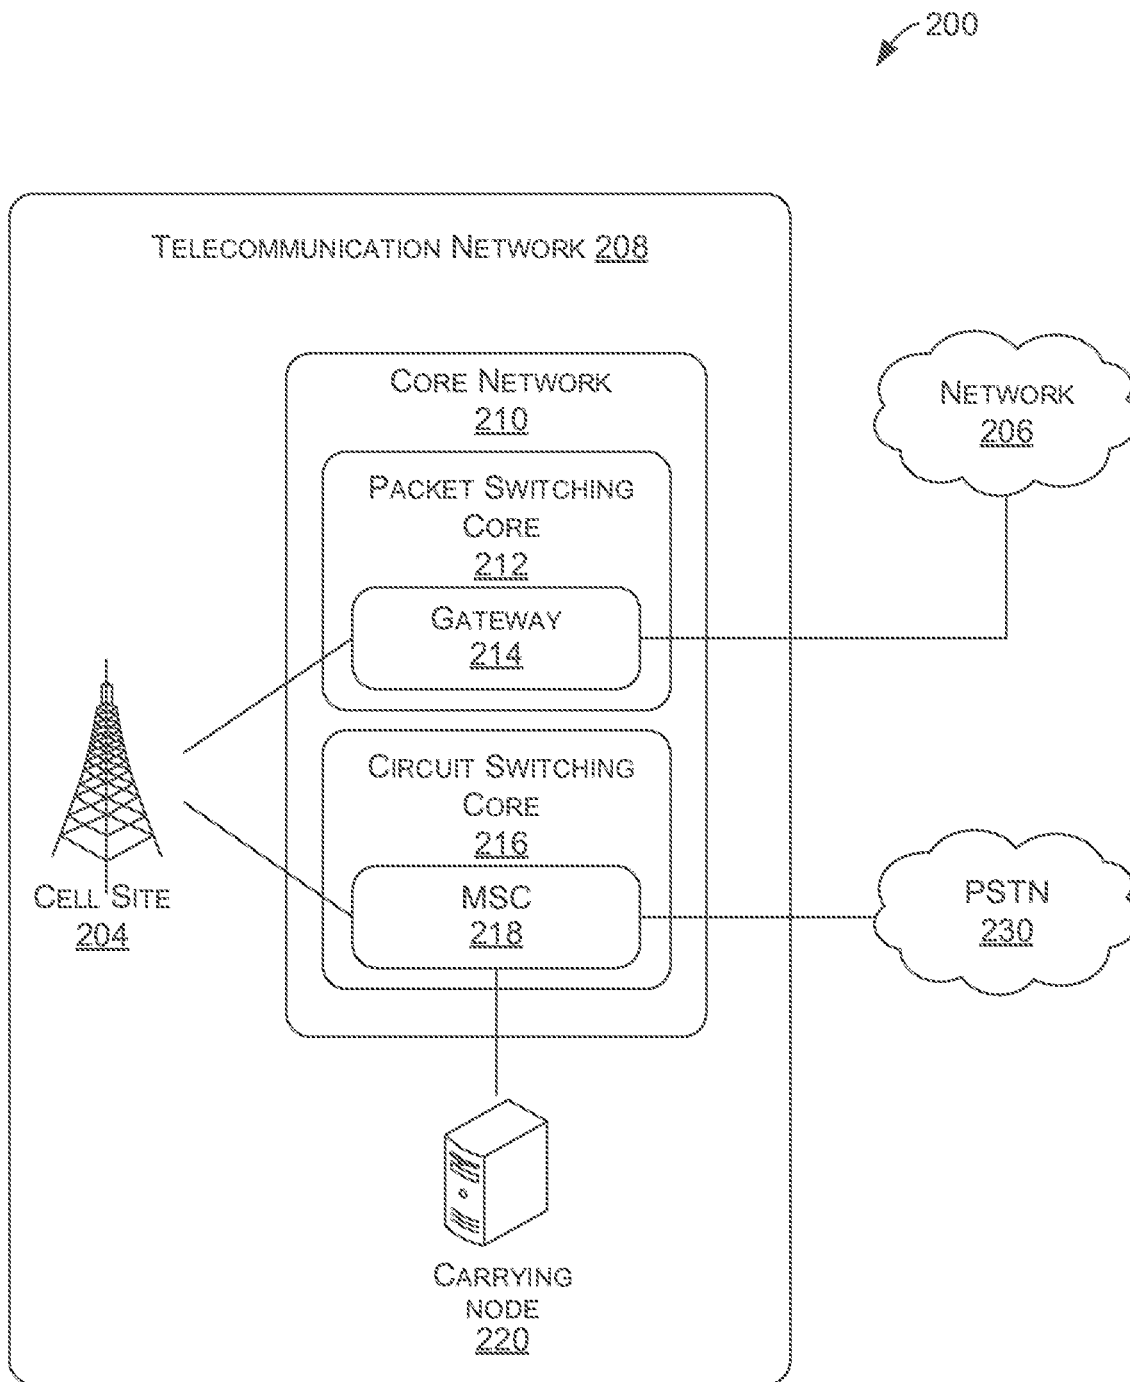 200
TELECOMMUNICATION NETWORK 208
CORE NETWORK
210
NETWORK
206
PACKET SWITCHING
CORE
212
GATEWAY
214
CIRCUIT SWITCHING
CORE
216
MSC
218
CELL SITE
204
PSTN
230
CARRYING
NODE
220